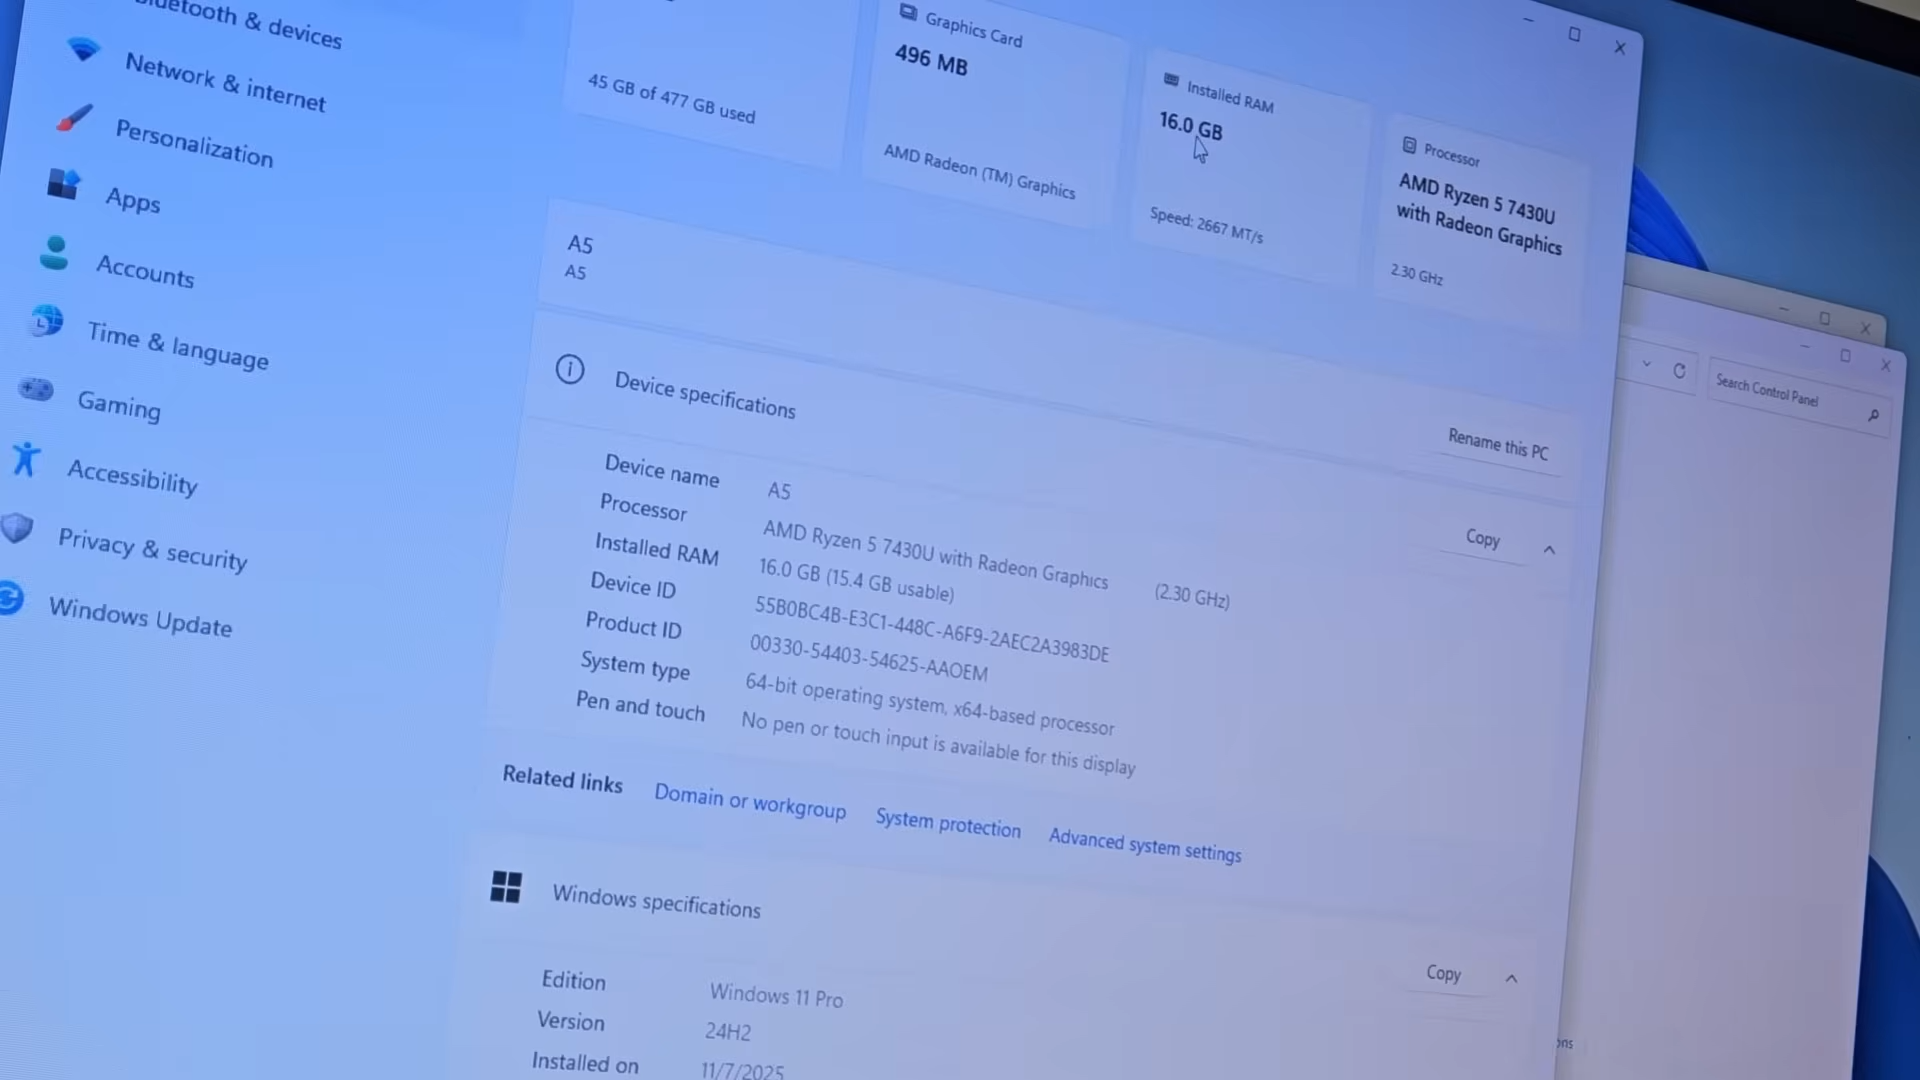 Bluetooth & devices
Network & internet
Personalization
Apps
Accounts
Time & language
Gaming
Accessibility
Privacy & security
Windows Update
45 GB of 477 GB used
Graphics Card
496 MB
AMD Radeon (TM) Graphics
Installed RAM
16.0 GB
Speed: 2667 MT/s
Processor
AMD Ryzen 5 7430U
with Radeon Graphics
2.30 GHz
A5
A5
Rename this PC
Device specifications
Copy
Device name A5
Processor AMD Ryzen 5 7430U with Radeon Graphics (2.30 GHz)
Installed RAM 16.0 GB (15.4 GB usable)
Device ID 55B0BC4B-E3C1-448C-A6F9-2AEC2A3983DE
Product ID 00330-54403-54625-AAOEM
System type 64-bit operating system, x64-based processor
Pen and touch No pen or touch input is available for this display
Related links Domain or workgroup System protection Advanced system settings
Windows specifications
Copy
Edition Windows 11 Pro
Version 24H2
Installed on 11/7/2025
Search Control Panel